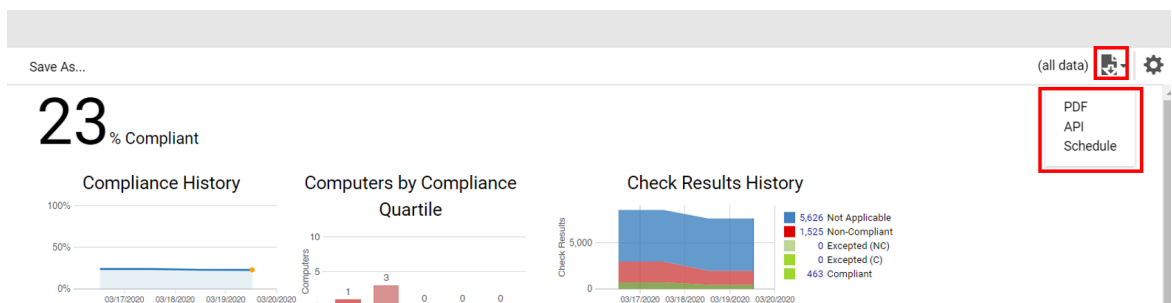 Save As...
(all data)
PDF
API
Schedule
23 % Compliant
Compliance History
100%
50%
0%
03/17/2020 03/18/2020 03/19/2020 03/20/2020
Computers by Compliance
Quartile
Computers
10
5
1
3
0
0
0
Check Results History
Check Results
5,000
0
03/17/2020 03/18/2020 03/19/2020 03/20/2020
5,626 Not Applicable
1,525 Non-Compliant
0 Excepted (NC)
0 Excepted (C)
463 Compliant